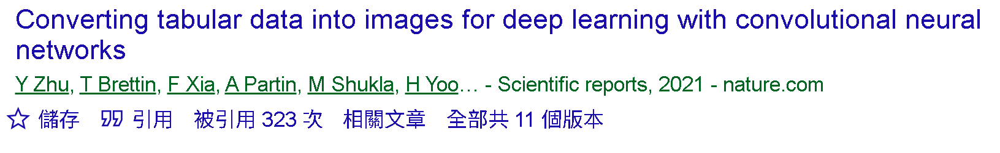 Converting tabular data into images for deep learning with convolutional neural
networks
Y Zhu, T Brettin, F Xia, A Partin, M Shukla, H Yoo… - Scientific reports, 2021 - nature.com
儲存 引用 被引用 323 次 相關文章 全部共 11 個版本